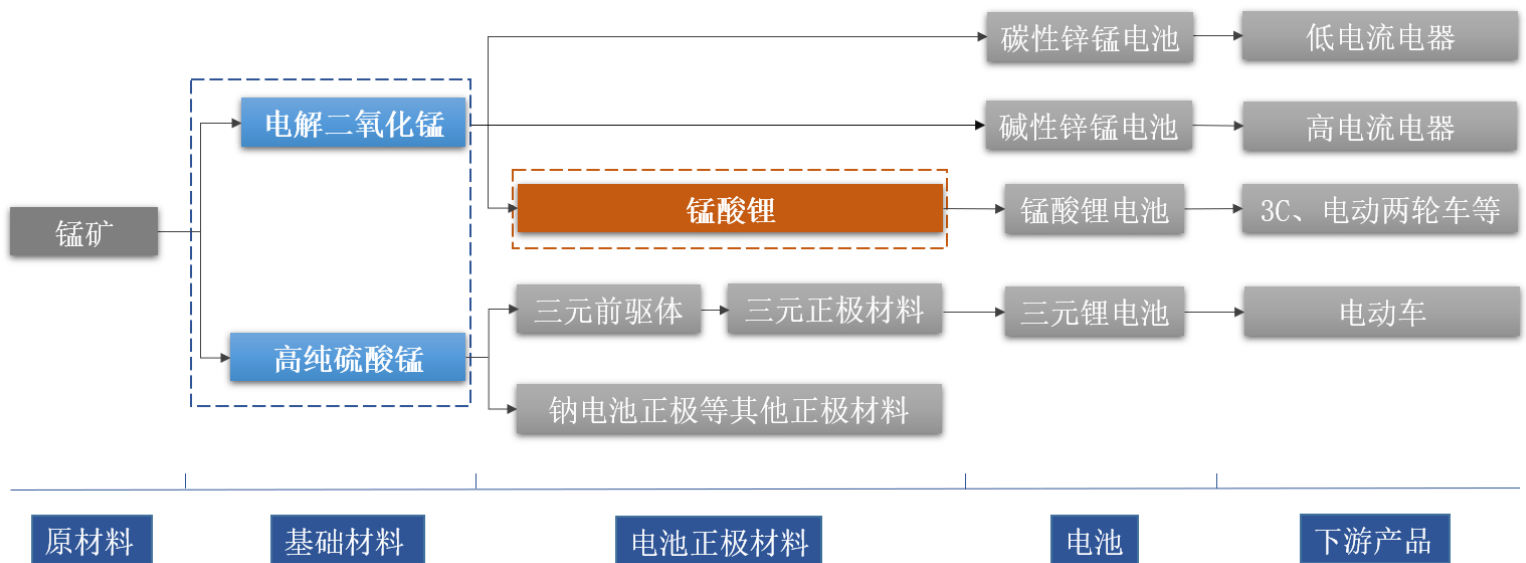 碳性锌锰电池
低电流电器
电解二氧化锰
碱性锌锰电池
高电流电器
锰矿
锰酸锂
锰酸锂电池
3C、电动两轮车等
三元前驱体
三元正极材料
三元锂电池
电动车
高纯硫酸锰
钠电池正极等其他正极材料
原材料
基础材料
电池正极材料
电池
下游产品